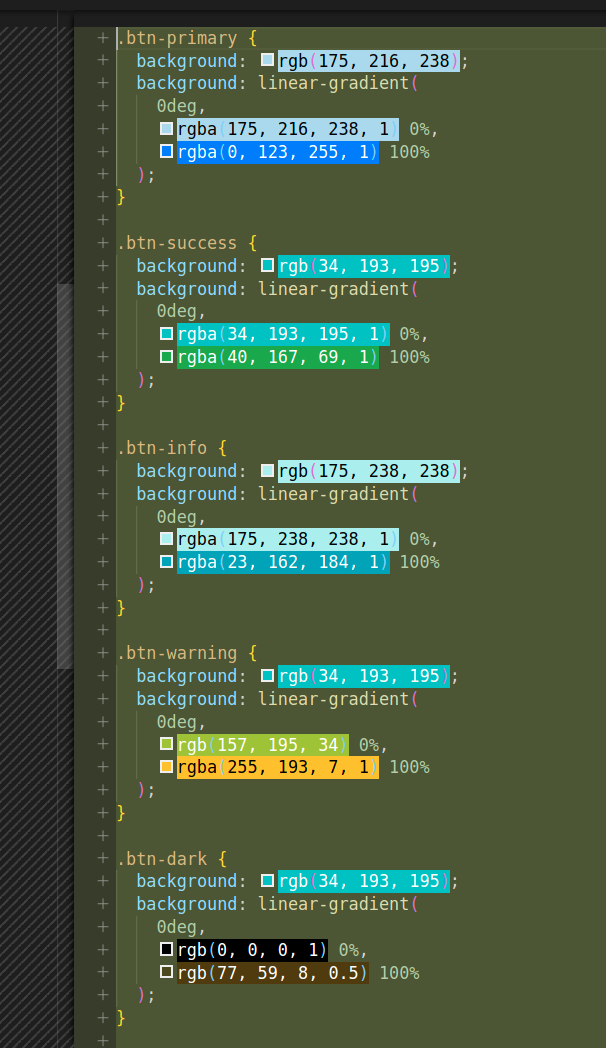 + .btn-primary {
+   background: rgb(175, 216, 238);
+   background: linear-gradient(
+     0deg,
+     rgba(175, 216, 238, 1) 0%,
+     rgba(0, 123, 255, 1) 100%
+   );
+ }
+
+ .btn-success {
+   background: rgb(34, 193, 195);
+   background: linear-gradient(
+     0deg,
+     rgba(34, 193, 195, 1) 0%,
+     rgba(40, 167, 69, 1) 100%
+   );
+ }
+
+ .btn-info {
+   background: rgb(175, 238, 238);
+   background: linear-gradient(
+     0deg,
+     rgba(175, 238, 238, 1) 0%,
+     rgba(23, 162, 184, 1) 100%
+   );
+ }
+
+ .btn-warning {
+   background: rgb(34, 193, 195);
+   background: linear-gradient(
+     0deg,
+     rgb(157, 195, 34) 0%,
+     rgba(255, 193, 7, 1) 100%
+   );
+ }
+
+ .btn-dark {
+   background: rgb(34, 193, 195);
+   background: linear-gradient(
+     0deg,
+     rgb(0, 0, 0, 1) 0%,
+     rgb(77, 59, 8, 0.5) 100%
+   );
+ }
+